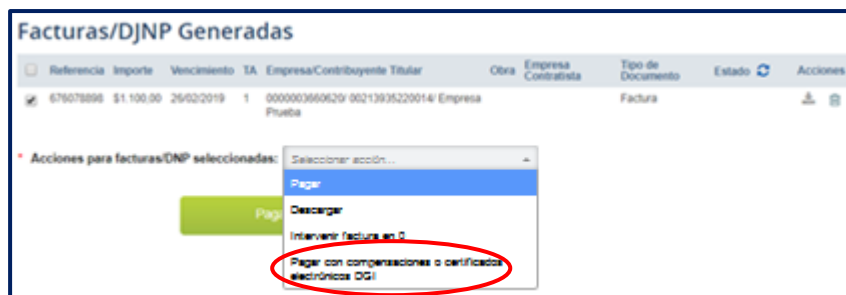 Facturas/DJNP Generadas
Referencia Importe Vencimiento TA Empresa/Contribuyente Titular Obra Empresa Contratista Tipo de Documento Estado Acciones
676078898 $1.100,00 26/02/2019 1 0000003660620/ 00213935220014/ Empresa Prueba Factura
* Acciones para facturas/DNP seleccionadas: Seleccionar acción...
Pagar
Descargar
Intervenir factura en 0
Pagar con compensaciones o certificados
electrónicos DGI